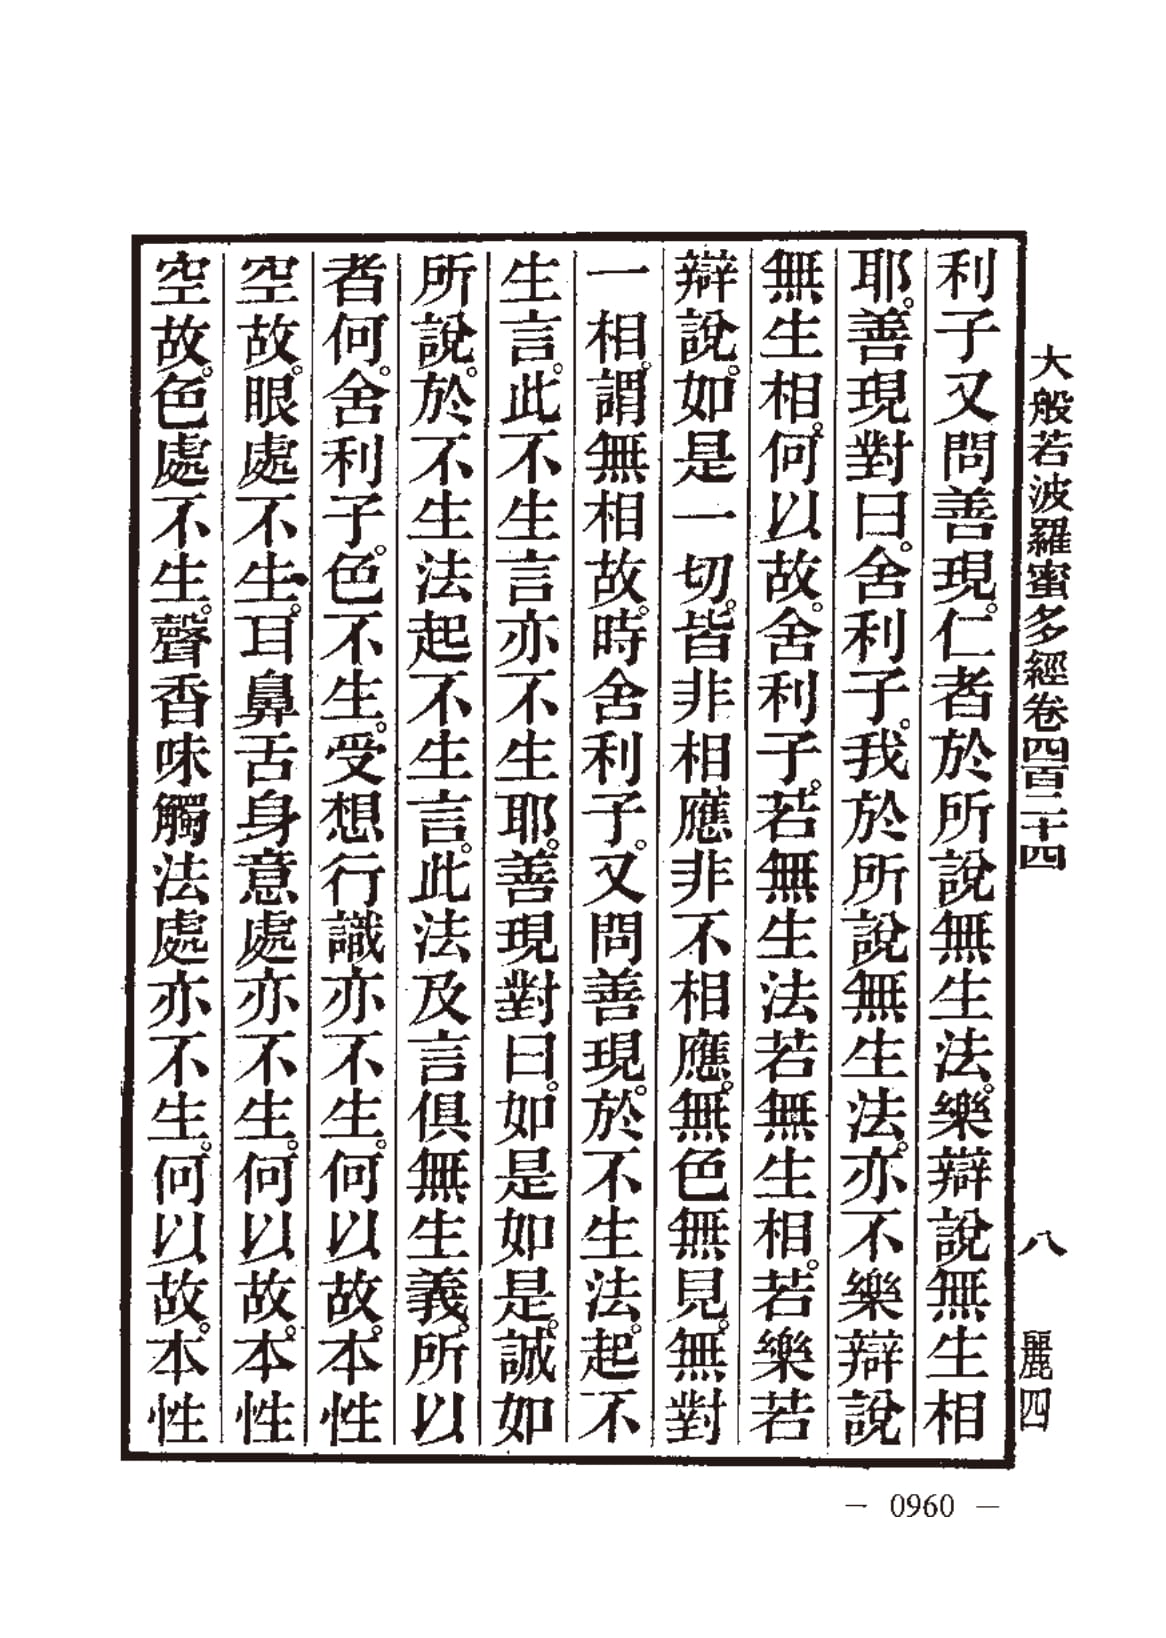 大般若波羅蜜多經卷四百二十四　八　麗四
利子又問善現。仁者於所說無生法。樂辯說無生相
耶。善現對曰。舍利子。我於所說無生法。亦不樂辯說
無生相。何以故。舍利子。若無生法若無生相。若樂若
辯說。如是一切。皆非相應非不相應。無色無見。無對
一相。謂無相故。時舍利子。又問善現。於不生法。起不
生言。此不生言亦不生耶。善現對曰。如是如是。誠如
所說。於不生法起不生言。此法及言俱無生義。所以
者何。舍利子。色不生。受想行識亦不生。何以故。本性
空故。眼處不生。耳鼻舌身意處亦不生。何以故。本性
空故。色處不生。聲香味觸法處亦不生。何以故。本性
— 0960 —